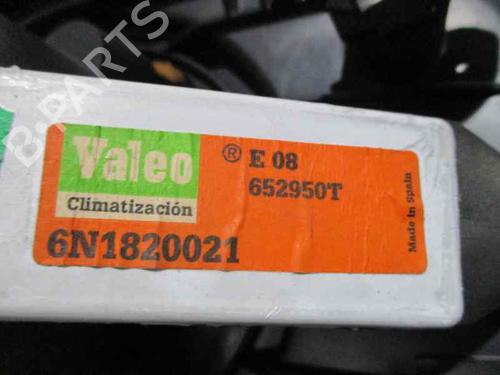 B-PARTS
Valeo
®
E 08
652950T
Climatización
6N1820021
Made in Spain